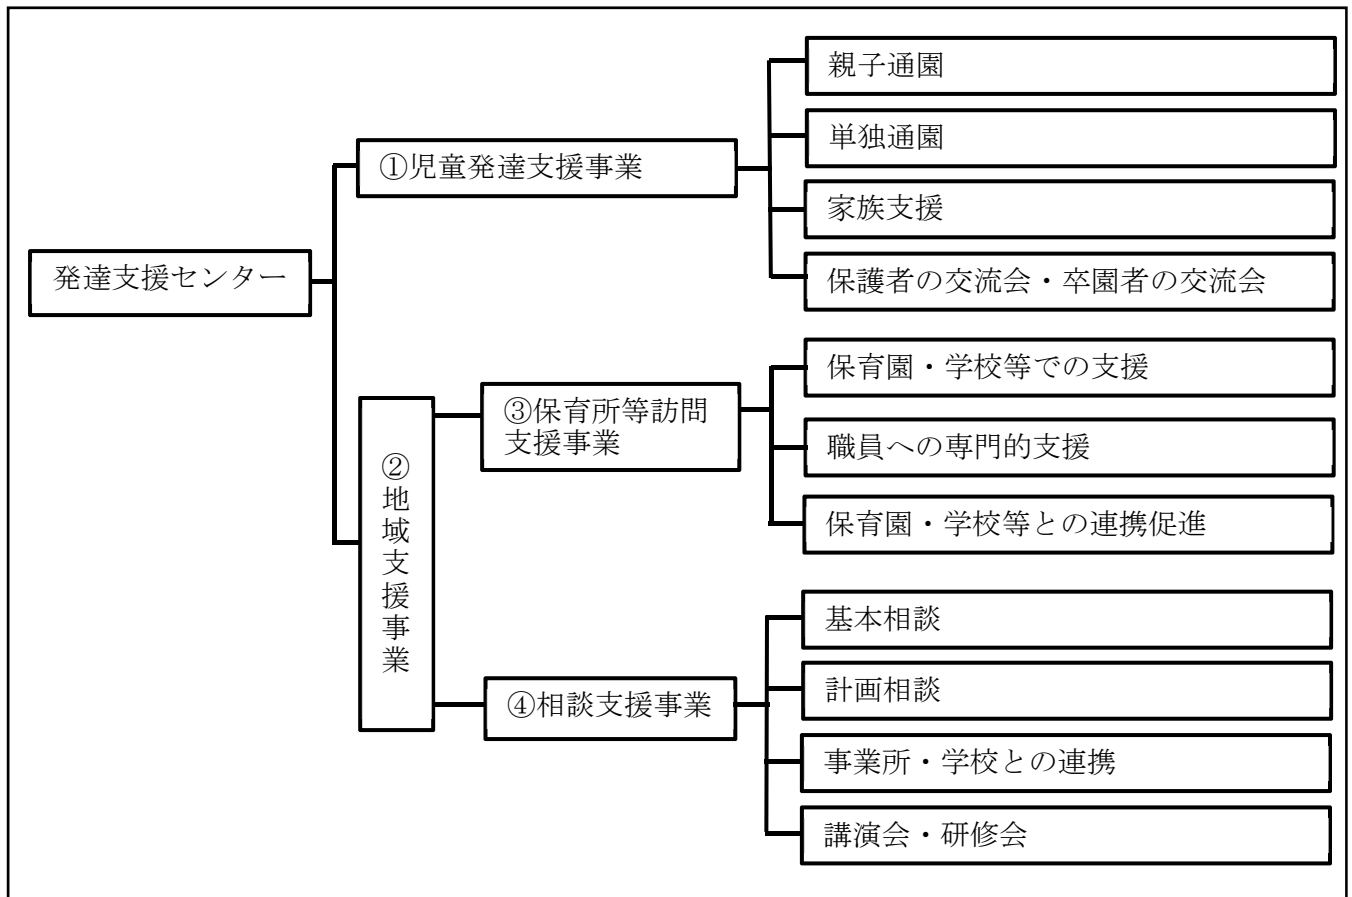 発達支援センター
①児童発達支援事業
親子通園
単独通園
家族支援
保護者の交流会・卒園者の交流会
②地域支援事業
③保育所等訪問
支援事業
保育園・学校等での支援
職員への専門的支援
保育園・学校等との連携促進
④相談支援事業
基本相談
計画相談
事業所・学校との連携
講演会・研修会